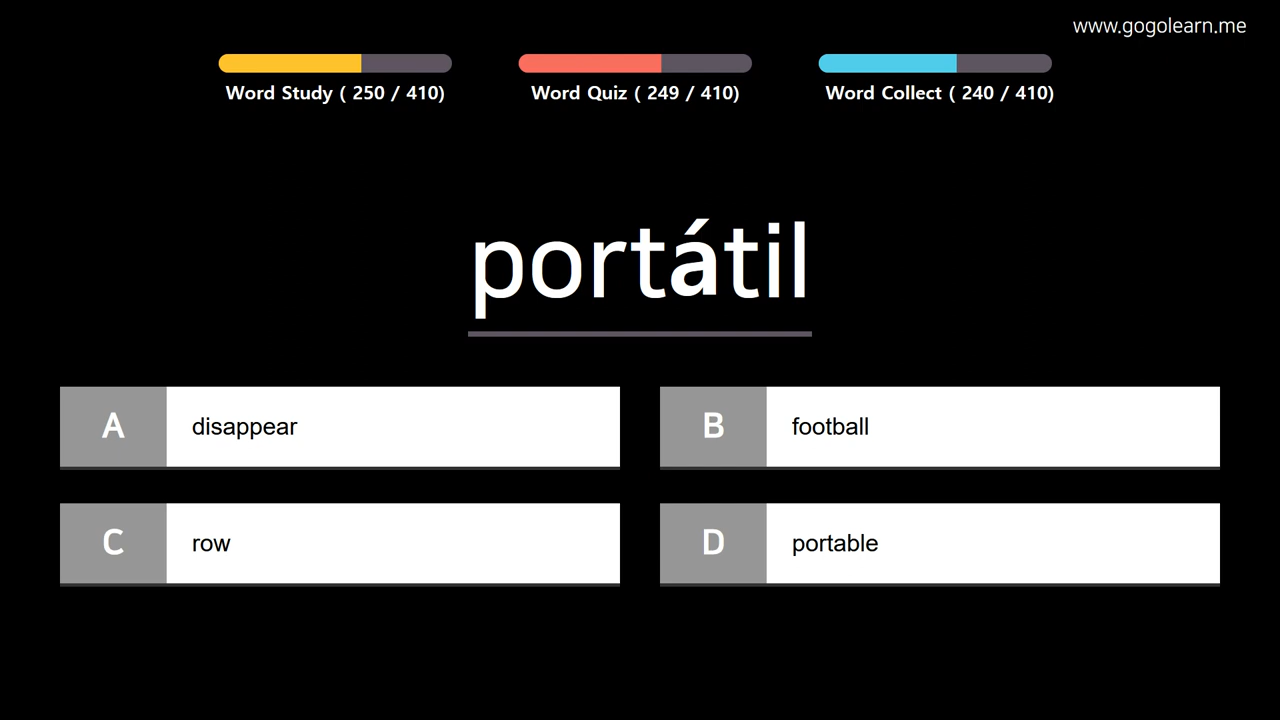 www.gogolearn.me
Word Study ( 250 / 410)
Word Quiz ( 249 / 410)
Word Collect ( 240 / 410)
portátil
A
disappear
B
football
C
row
D
portable